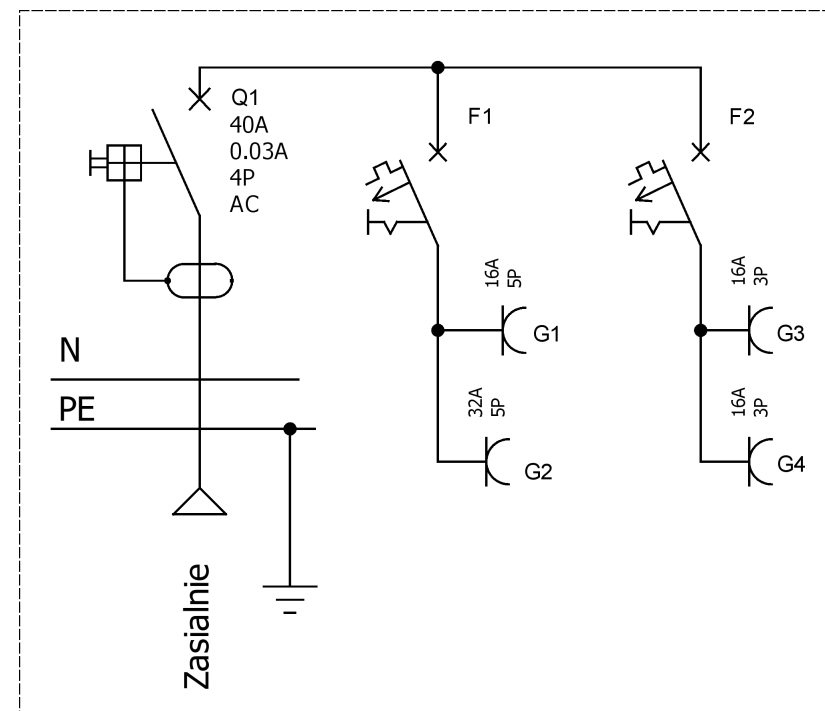 Q1
40A
0.03A
4P
AC
F1
F2
16A
5P
G1
16A
3P
G3
N
PE
32A
5P
G2
16A
3P
G4
Zasialnie